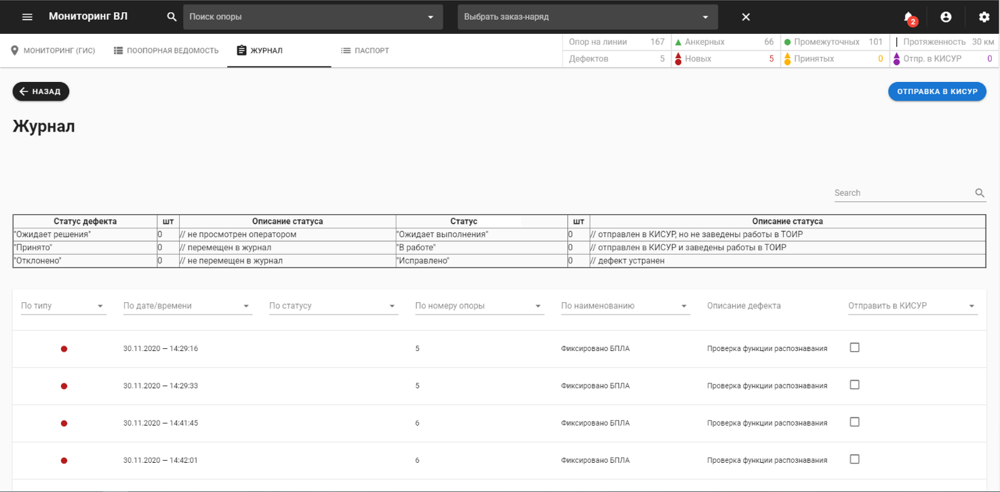 Мониторинг ВЛ Поиск опоры Выбрать заказ-наряд 2
МОНИТОРИНГ (ГИС) ПООПОРНАЯ ВЕДОМОСТЬ ЖУРНАЛ ПАСПОРТ
Опор на линии 167 Анкерных 66 Промежуточных 101 Протяженность 30 км
Дефектов 5 Новых 5 Принятых 0 Отпр. в КИСУР 0
НАЗАД ОТПРАВКА В КИСУР
Журнал
Search
Статус дефекта шт Описание статуса Статус шт Описание статуса
"Ожидает решения" 0 // не просмотрен оператором "Ожидает выполнения" 0 // отправлен в КИСУР, но не заведены работы в ТОИР
"Принято" 0 // перемещен в журнал "В работе" 0 // отправлен в КИСУР и заведены работы в ТОИР
"Отклонено" 0 // не перемещен в журнал "Исправлено" 0 // дефект устранен
По типу По дате/времени По статусу По номеру опоры По наименованию Описание дефекта Отправить в КИСУР
30.11.2020 — 14:29:16 5 Фиксировано БПЛА Проверка функции распознавания
30.11.2020 — 14:29:33 5 Фиксировано БПЛА Проверка функции распознавания
30.11.2020 — 14:41:45 6 Фиксировано БПЛА Проверка функции распознавания
30.11.2020 — 14:42:01 6 Фиксировано БПЛА Проверка функции распознавания